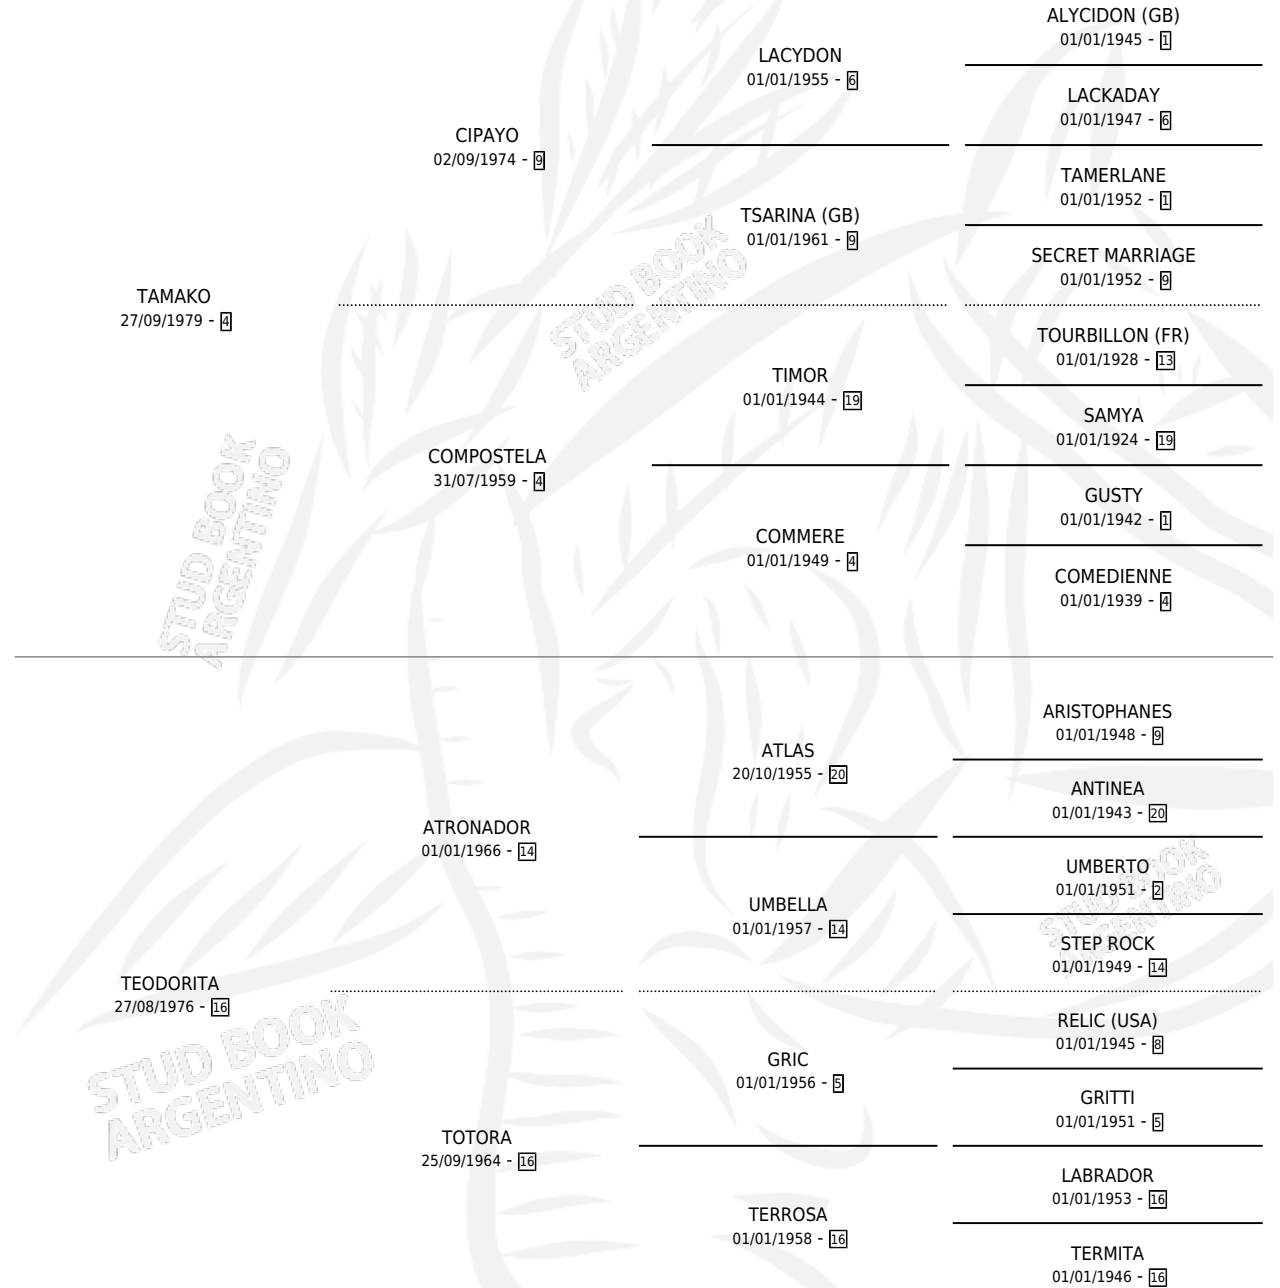 ALYCIDON (GB)
01/01/1945 - 1
LACYDON
01/01/1955 - 6
LACKADAY
01/01/1947 - 6
CIPAYO
02/09/1974 - 9
TAMERLANE
01/01/1952 - 1
TSARINA (GB)
01/01/1961 - 9
SECRET MARRIAGE
01/01/1952 - 9
TAMAKO
27/09/1979 - 4
TOURBILLON (FR)
01/01/1928 - 13
TIMOR
01/01/1944 - 19
SAMYA
01/01/1924 - 19
COMPOSTELA
31/07/1959 - 4
GUSTY
01/01/1942 - 1
COMMERE
01/01/1949 - 4
COMEDIENNE
01/01/1939 - 4
ARISTOPHANES
01/01/1948 - 9
ATLAS
20/10/1955 - 20
ANTINEA
01/01/1943 - 20
ATRONADOR
01/01/1966 - 14
UMBERTO
01/01/1951 - 2
UMBELLA
01/01/1957 - 14
STEP ROCK
01/01/1949 - 14
TEODORITA
27/08/1976 - 16
RELIC (USA)
01/01/1945 - 8
GRIC
01/01/1956 - 5
GRITTI
01/01/1951 - 5
TOTORA
25/09/1964 - 16
LABRADOR
01/01/1953 - 16
TERROSA
01/01/1958 - 16
TERMITA
01/01/1946 - 16
STUD BOOK
ARGENTINO
STUD BOOK
ARGENTINO
STUD BOOK
ARGENTINO
STUD BOOK
ARGENTINO